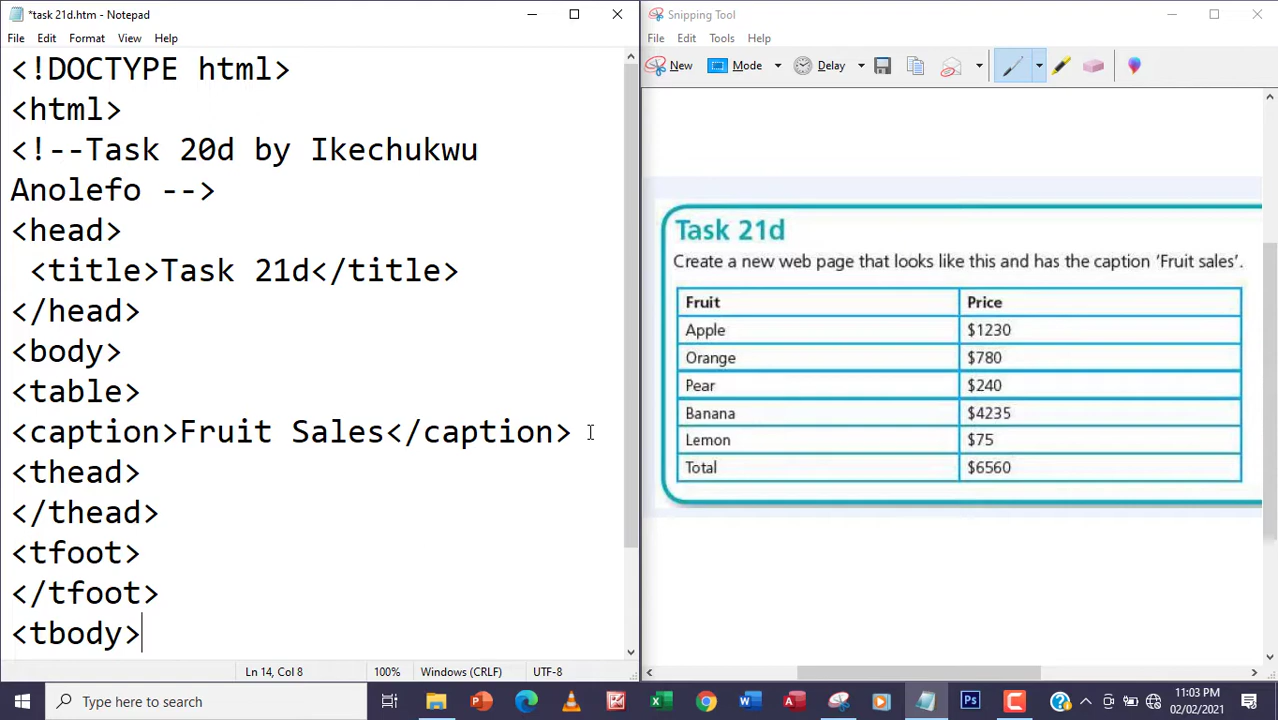 *task 21d.htm - Notepad
File Edit Format View Help
<!DOCTYPE html>
<html>
<!--Task 20d by Ikechukwu
Anolefo -->
<head>
<title>Task 21d</title>
</head>
<body>
<table>
<caption>Fruit Sales</caption>
<thead>
</thead>
<tfoot>
</tfoot>
<tbody>
Ln 14, Col 8 100% Windows (CRLF) UTF-8
Snipping Tool
File Edit Tools Help
New Mode Delay
Task 21d
Create a new web page that looks like this and has the caption ‘Fruit sales’.
Fruit Price
Apple $1230
Orange $780
Pear $240
Banana $4235
Lemon $75
Total $6560
Type here to search
11:03 PM
02/02/2021